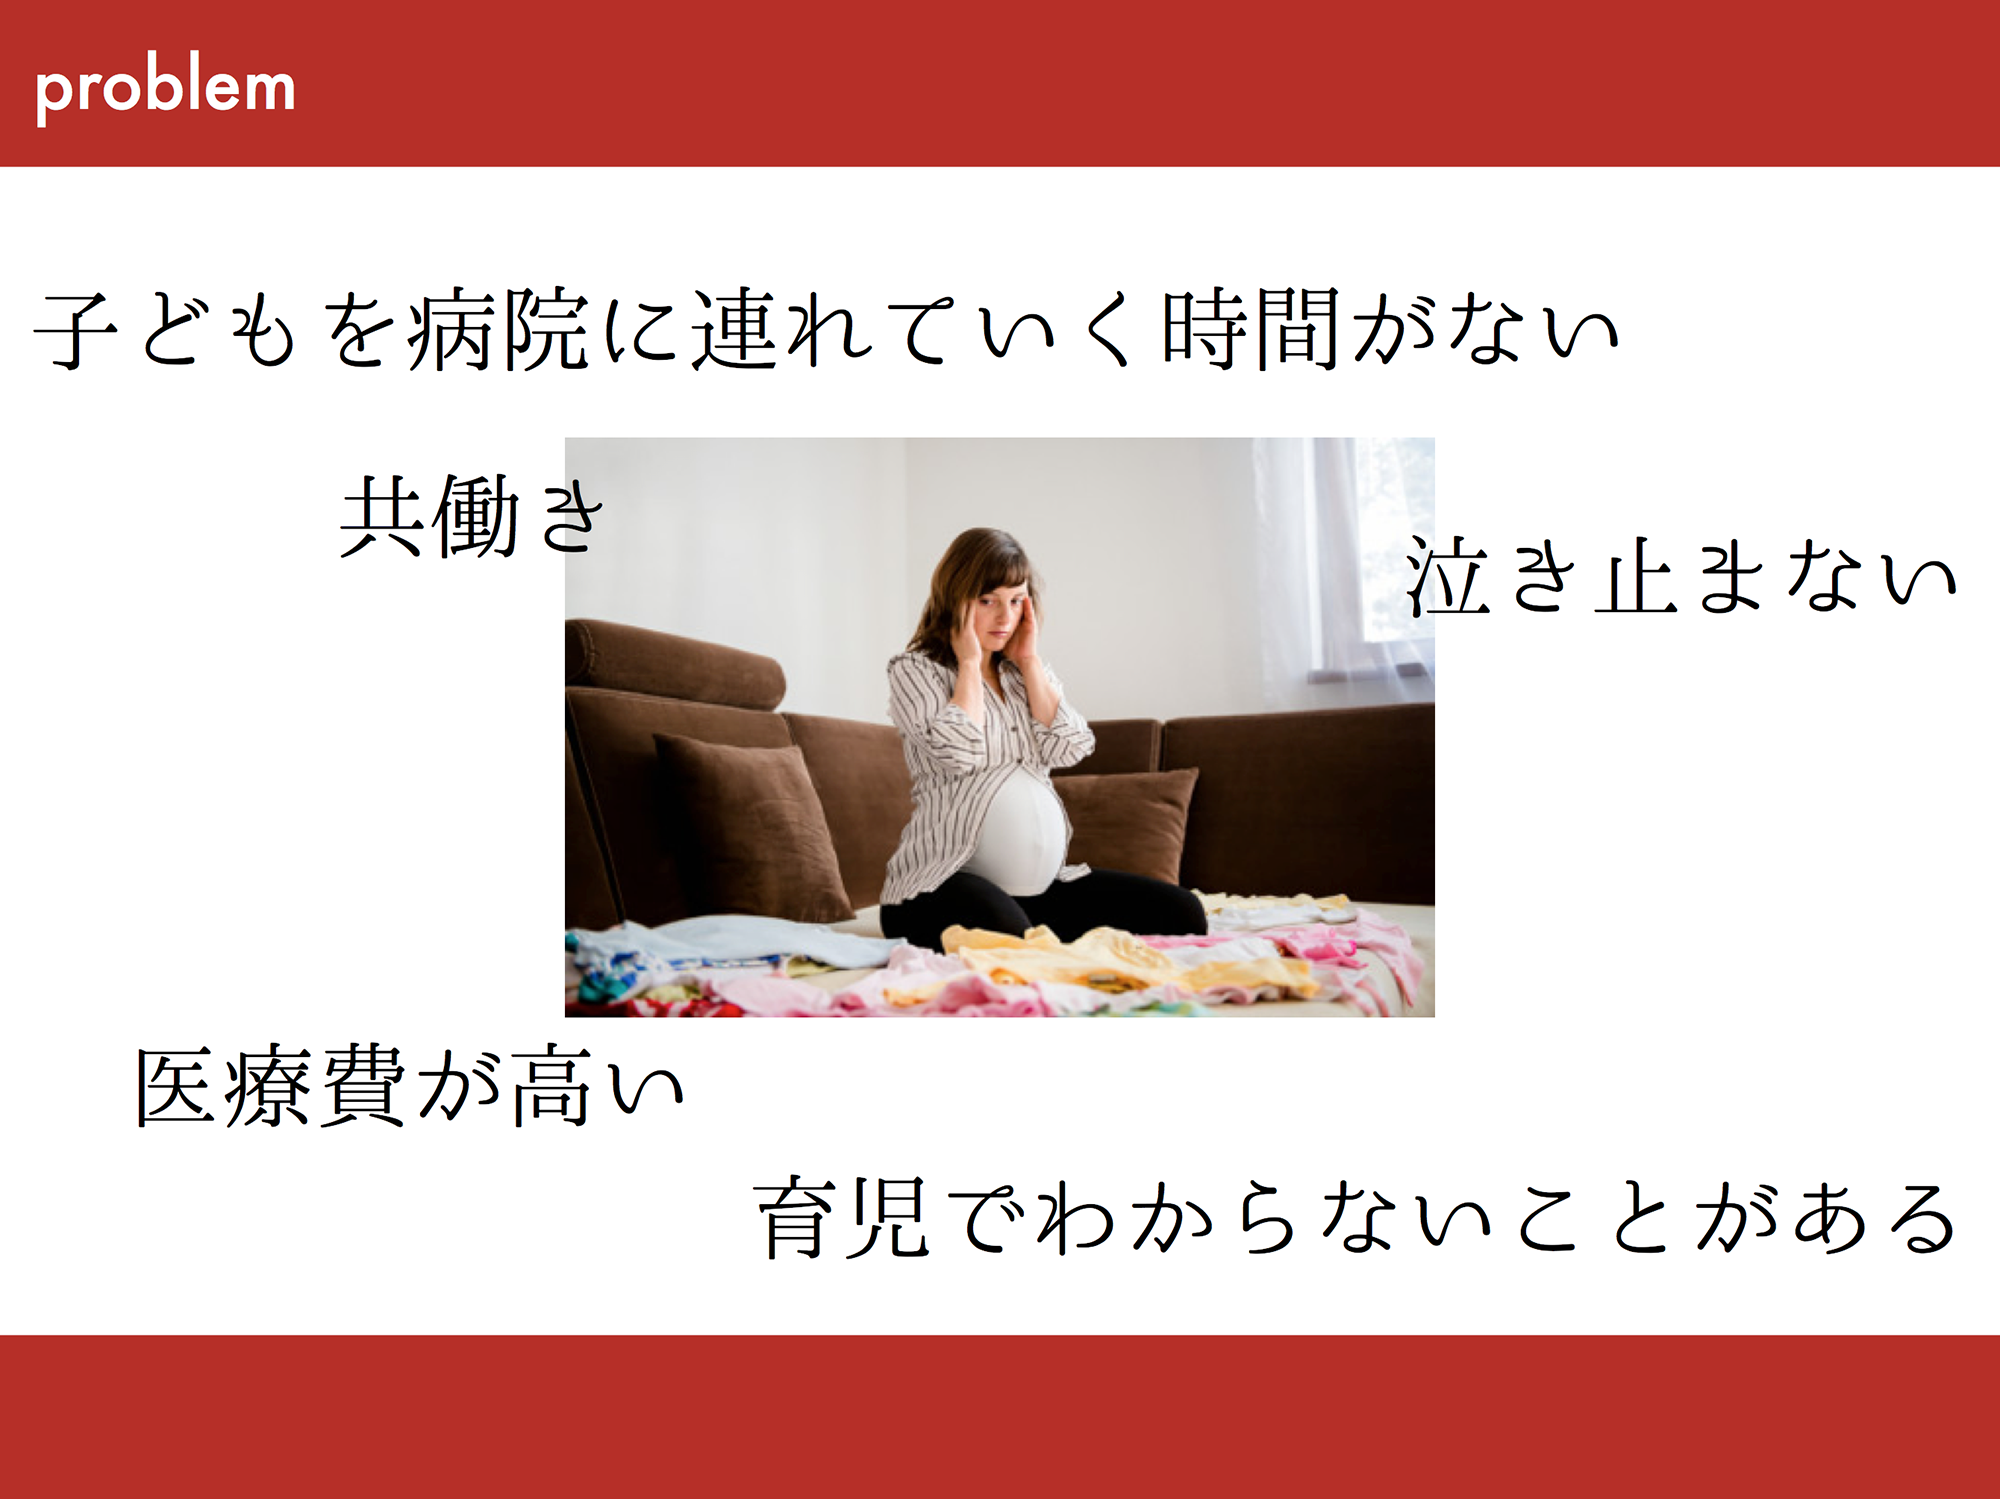 problem
子どもを病院に連れていく時間がない
共働き
泣き止まない
医療費が高い
育児でわからないことがある